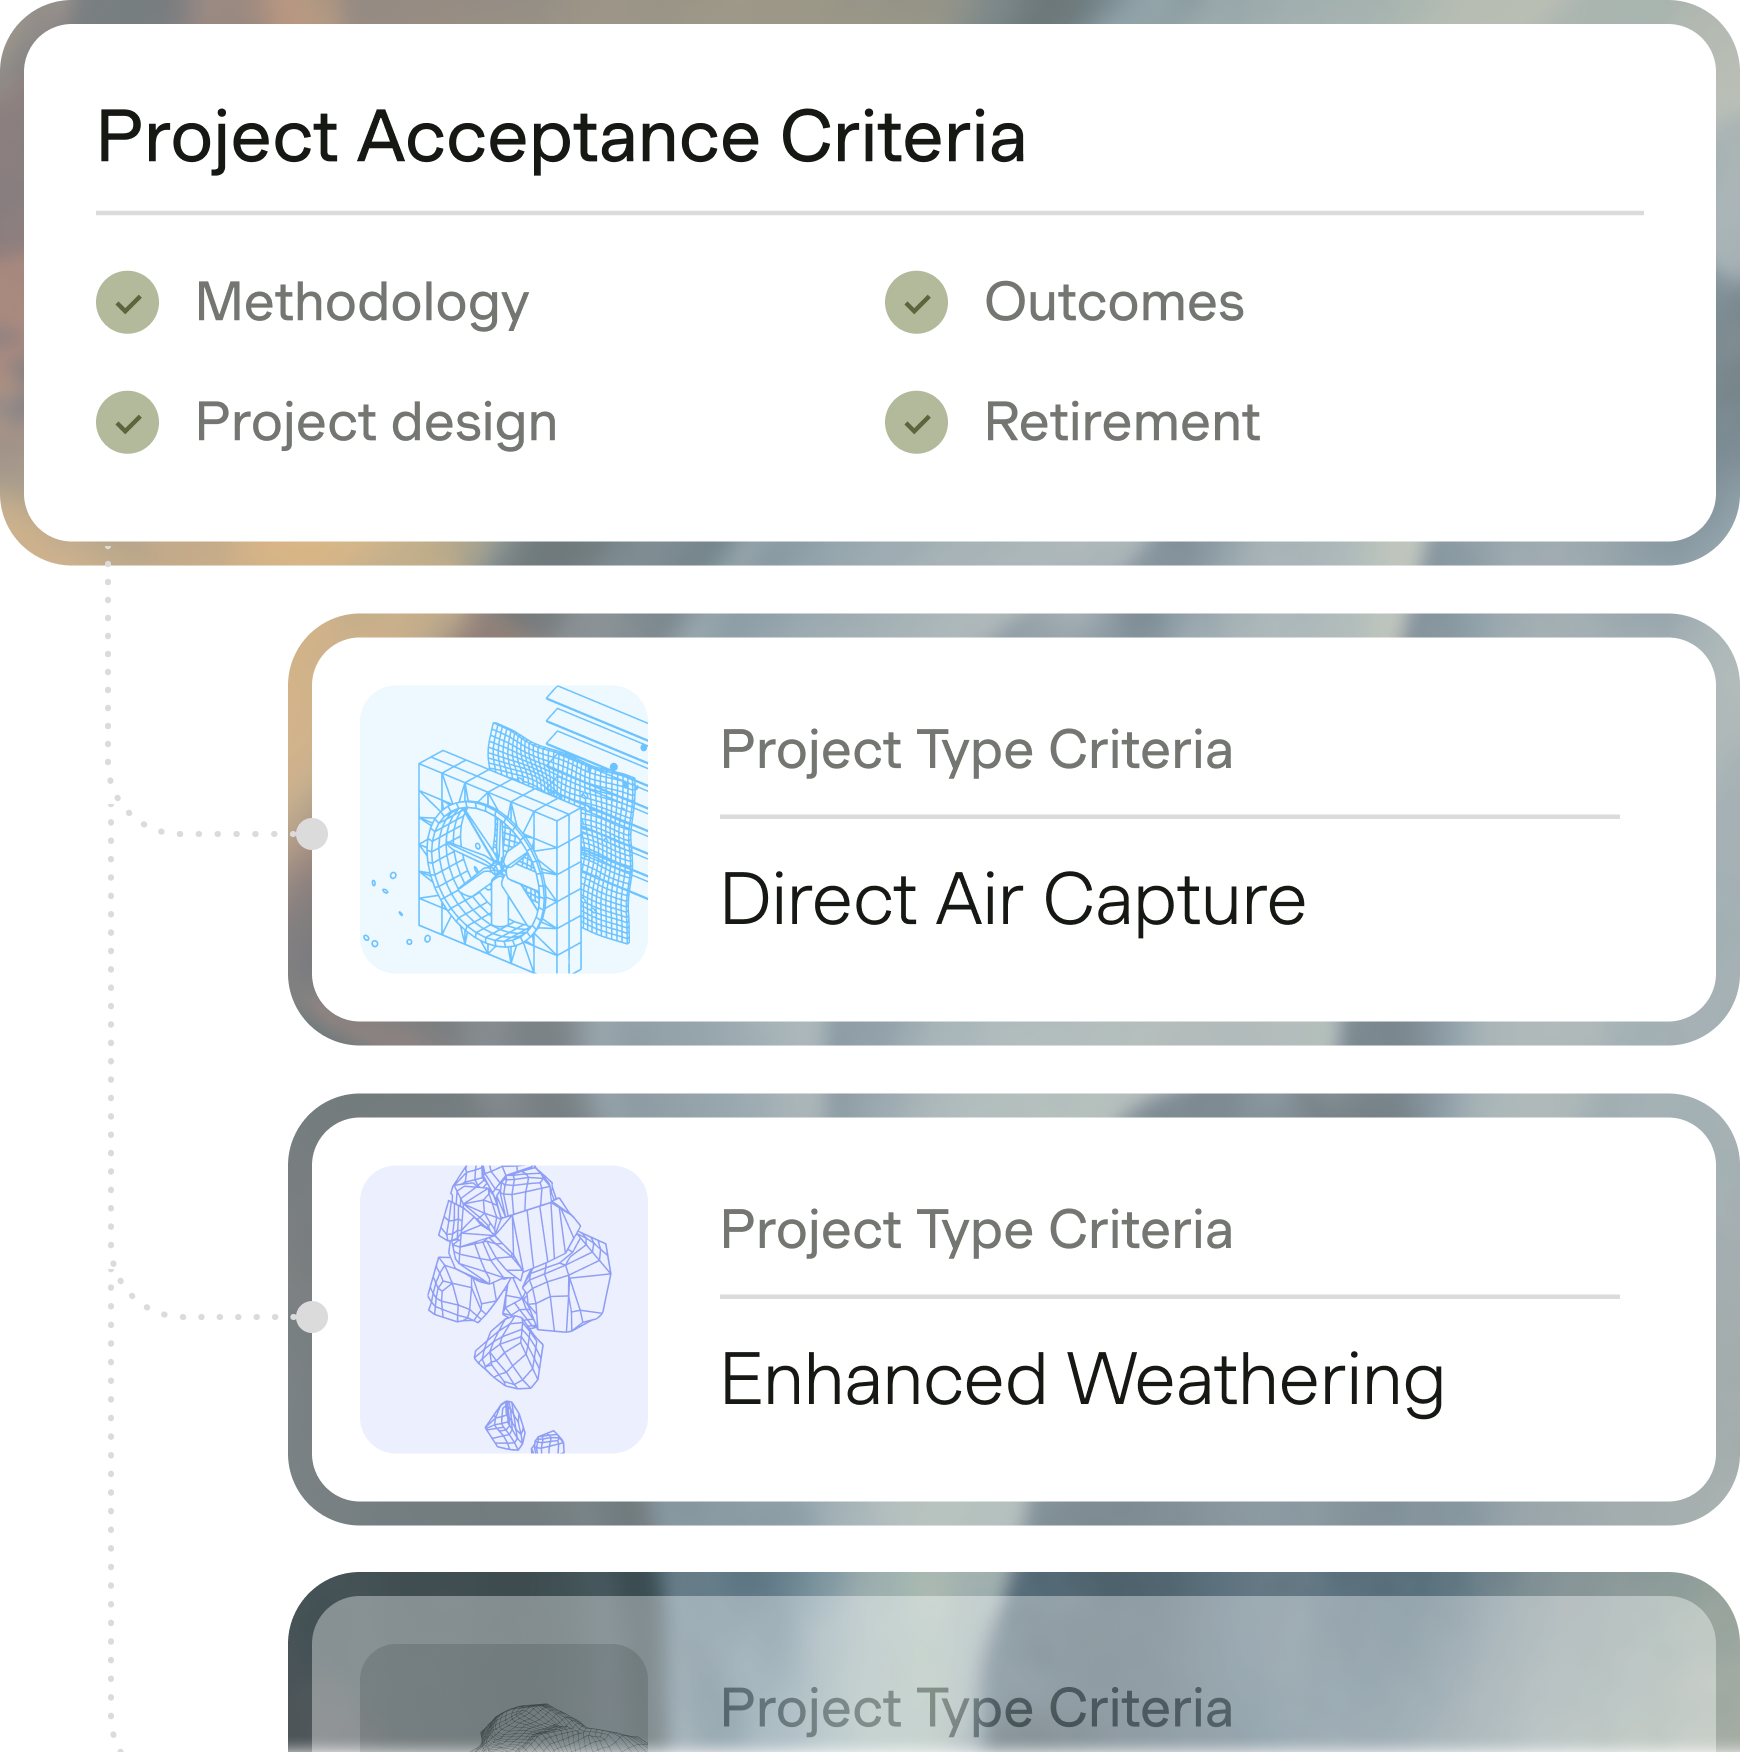 Project Acceptance Criteria
Methodology
Outcomes
Project design
Retirement
Project Type Criteria
Direct Air Capture
Project Type Criteria
Enhanced Weathering
Project Type Criteria